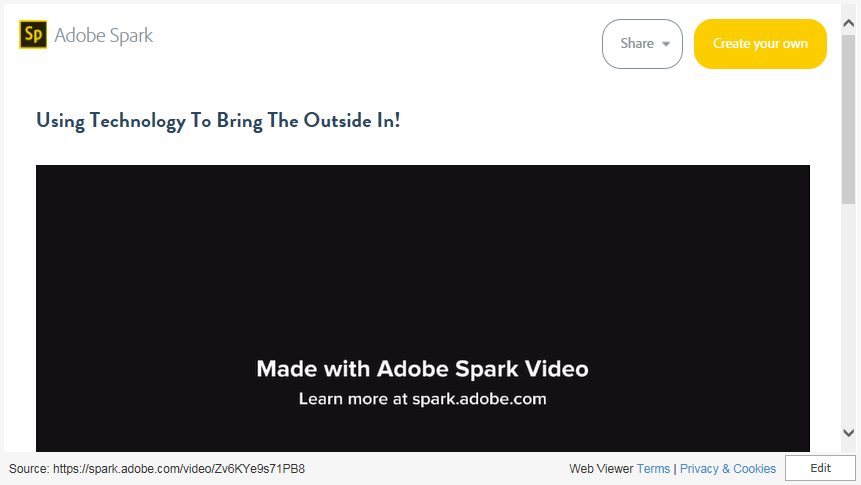 Sp Adobe Spark
Share
Create your own
Using Technology To Bring The Outside In!
Made with Adobe Spark Video
Learn more at spark.adobe.com
Source: https://spark.adobe.com/video/Zv6KYe9s71PB8
Web Viewer Terms | Privacy & Cookies
Edit